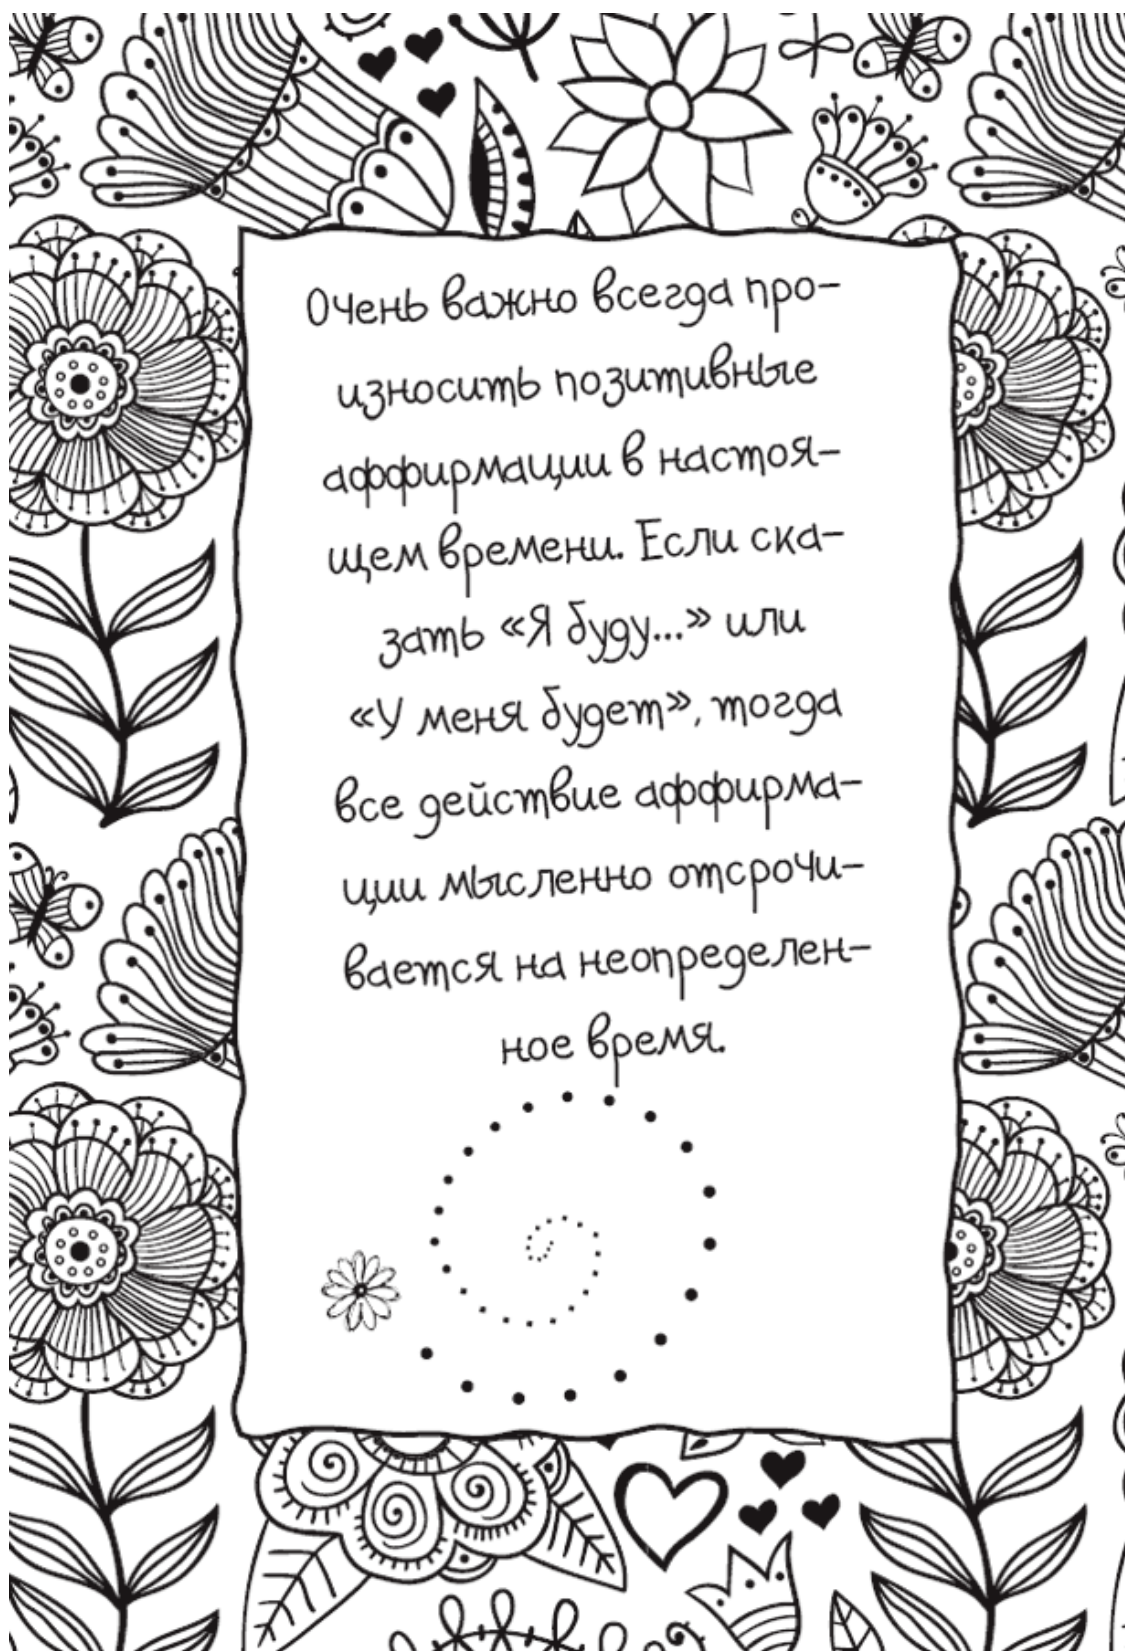 Очень важно всегда про-
износить позитивные
аффирмации в настоя-
щем времени. Если ска-
зать «Я буду...» или
«У меня будет», тогда
все действие аффирма-
ции мысленно отсрочи-
вается на неопределен-
ное время.